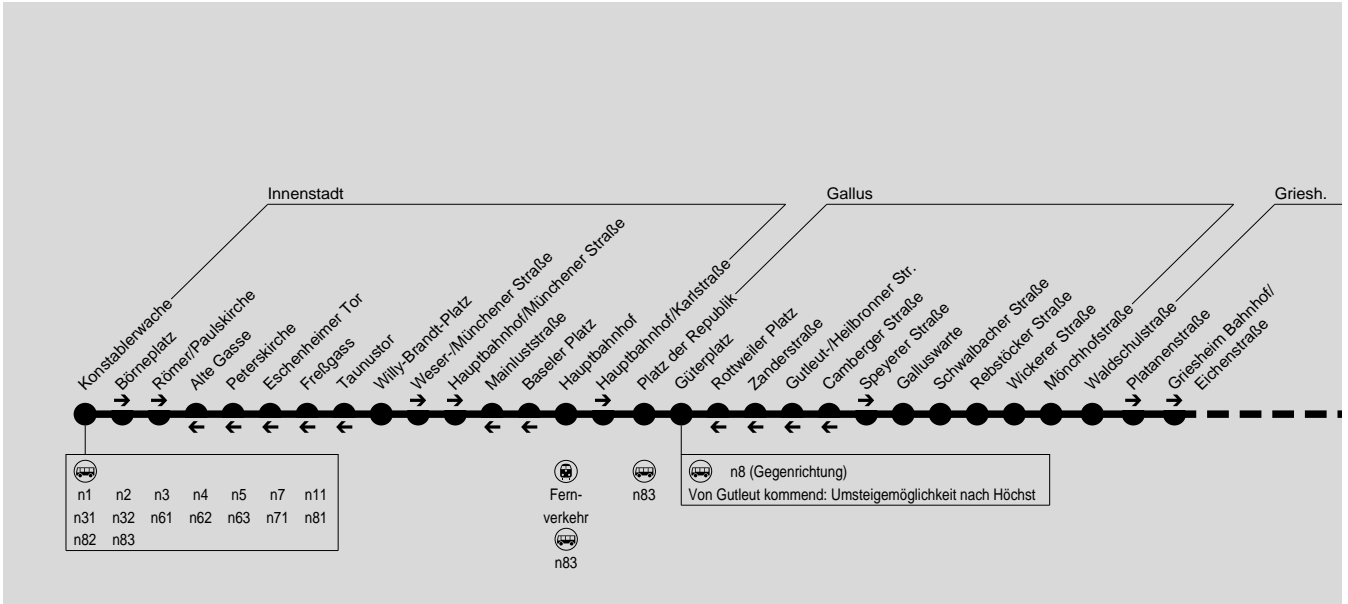 Innenstadt
Gallus
Griesh.
Konstablerwache
Börneplatz
Römer/Paulskirche
Alte Gasse
Peterskirche
Eschenheimer Tor
Freßgass
Taunustor
Willy-Brandt-Platz
Weser-/Münchener Straße
Hauptbahnhof/Münchener Straße
Mainluststraße
Baseler Platz
Hauptbahnhof
Hauptbahnhof/Karlstraße
Platz der Republik
Güterplatz
Rottweiler Platz
Zanderstraße
Gutleut-/Heilbronner Str.
Camberger Straße
Speyerer Straße
Galluswarte
Schwalbacher Straße
Rebstöcker Straße
Wickerer Straße
Mönchhofstraße
Waldschulstraße
Platanenstraße
Griesheim Bahnhof/
Eichenstraße
n1 n2 n3 n4 n5 n7 n11
n31 n32 n61 n62 n63 n71 n81
n82 n83
Fern-
verkehr
n83
n83
n8 (Gegenrichtung)
Von Gutleut kommend: Umsteigemöglichkeit nach Höchst